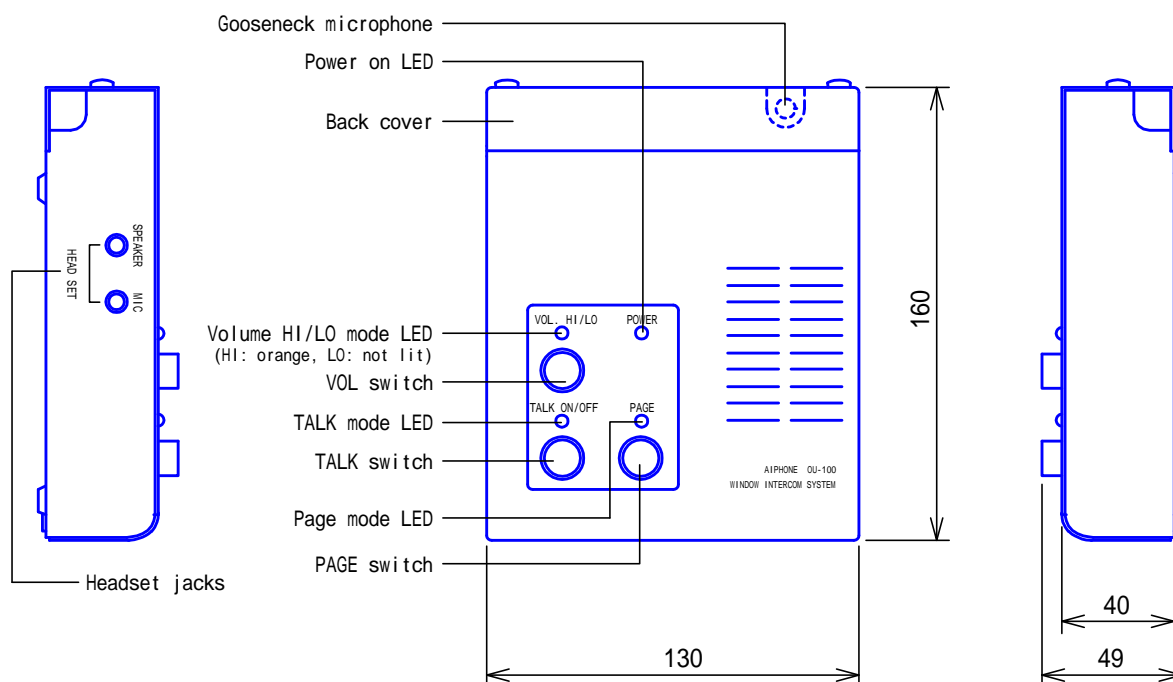 Gooseneck microphone
Power on LED
Back cover
SPEAKER
HEAD SET
MIC
Volume HI/LO mode LED
(HI: orange, LO: not lit)
VOL switch
TALK mode LED
TALK switch
Page mode LED
PAGE switch
Headset jacks
VOL. HI/LO
POWER
TALK ON/OFF
PAGE
AIPHONE OU-100
WINDOW INTERCOM SYSTEM
160
130
40
49